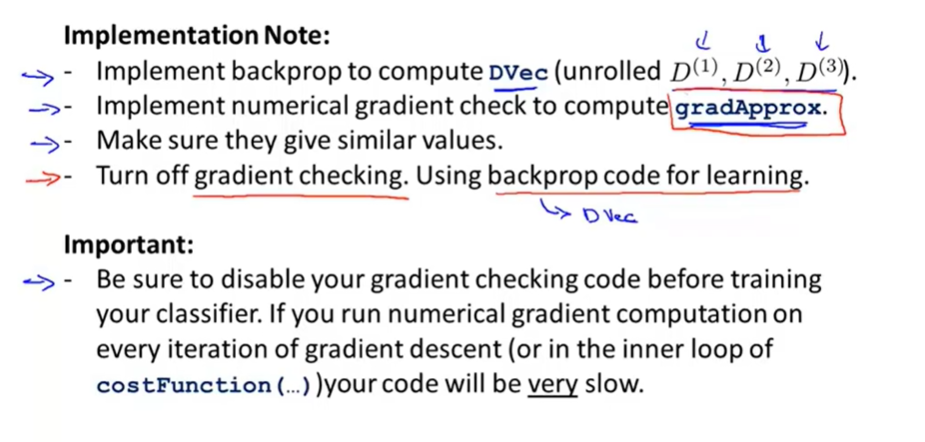 Implementation Note:
- Implement backprop to compute DVec (unrolled D⁽¹⁾, D⁽²⁾, D⁽³⁾).
- Implement numerical gradient check to compute gradApprox.
- Make sure they give similar values.
- Turn off gradient checking. Using backprop code for learning.
DVec
Important:
- Be sure to disable your gradient checking code before training
your classifier. If you run numerical gradient computation on
every iteration of gradient descent (or in the inner loop of
costFunction(…))your code will be very slow.